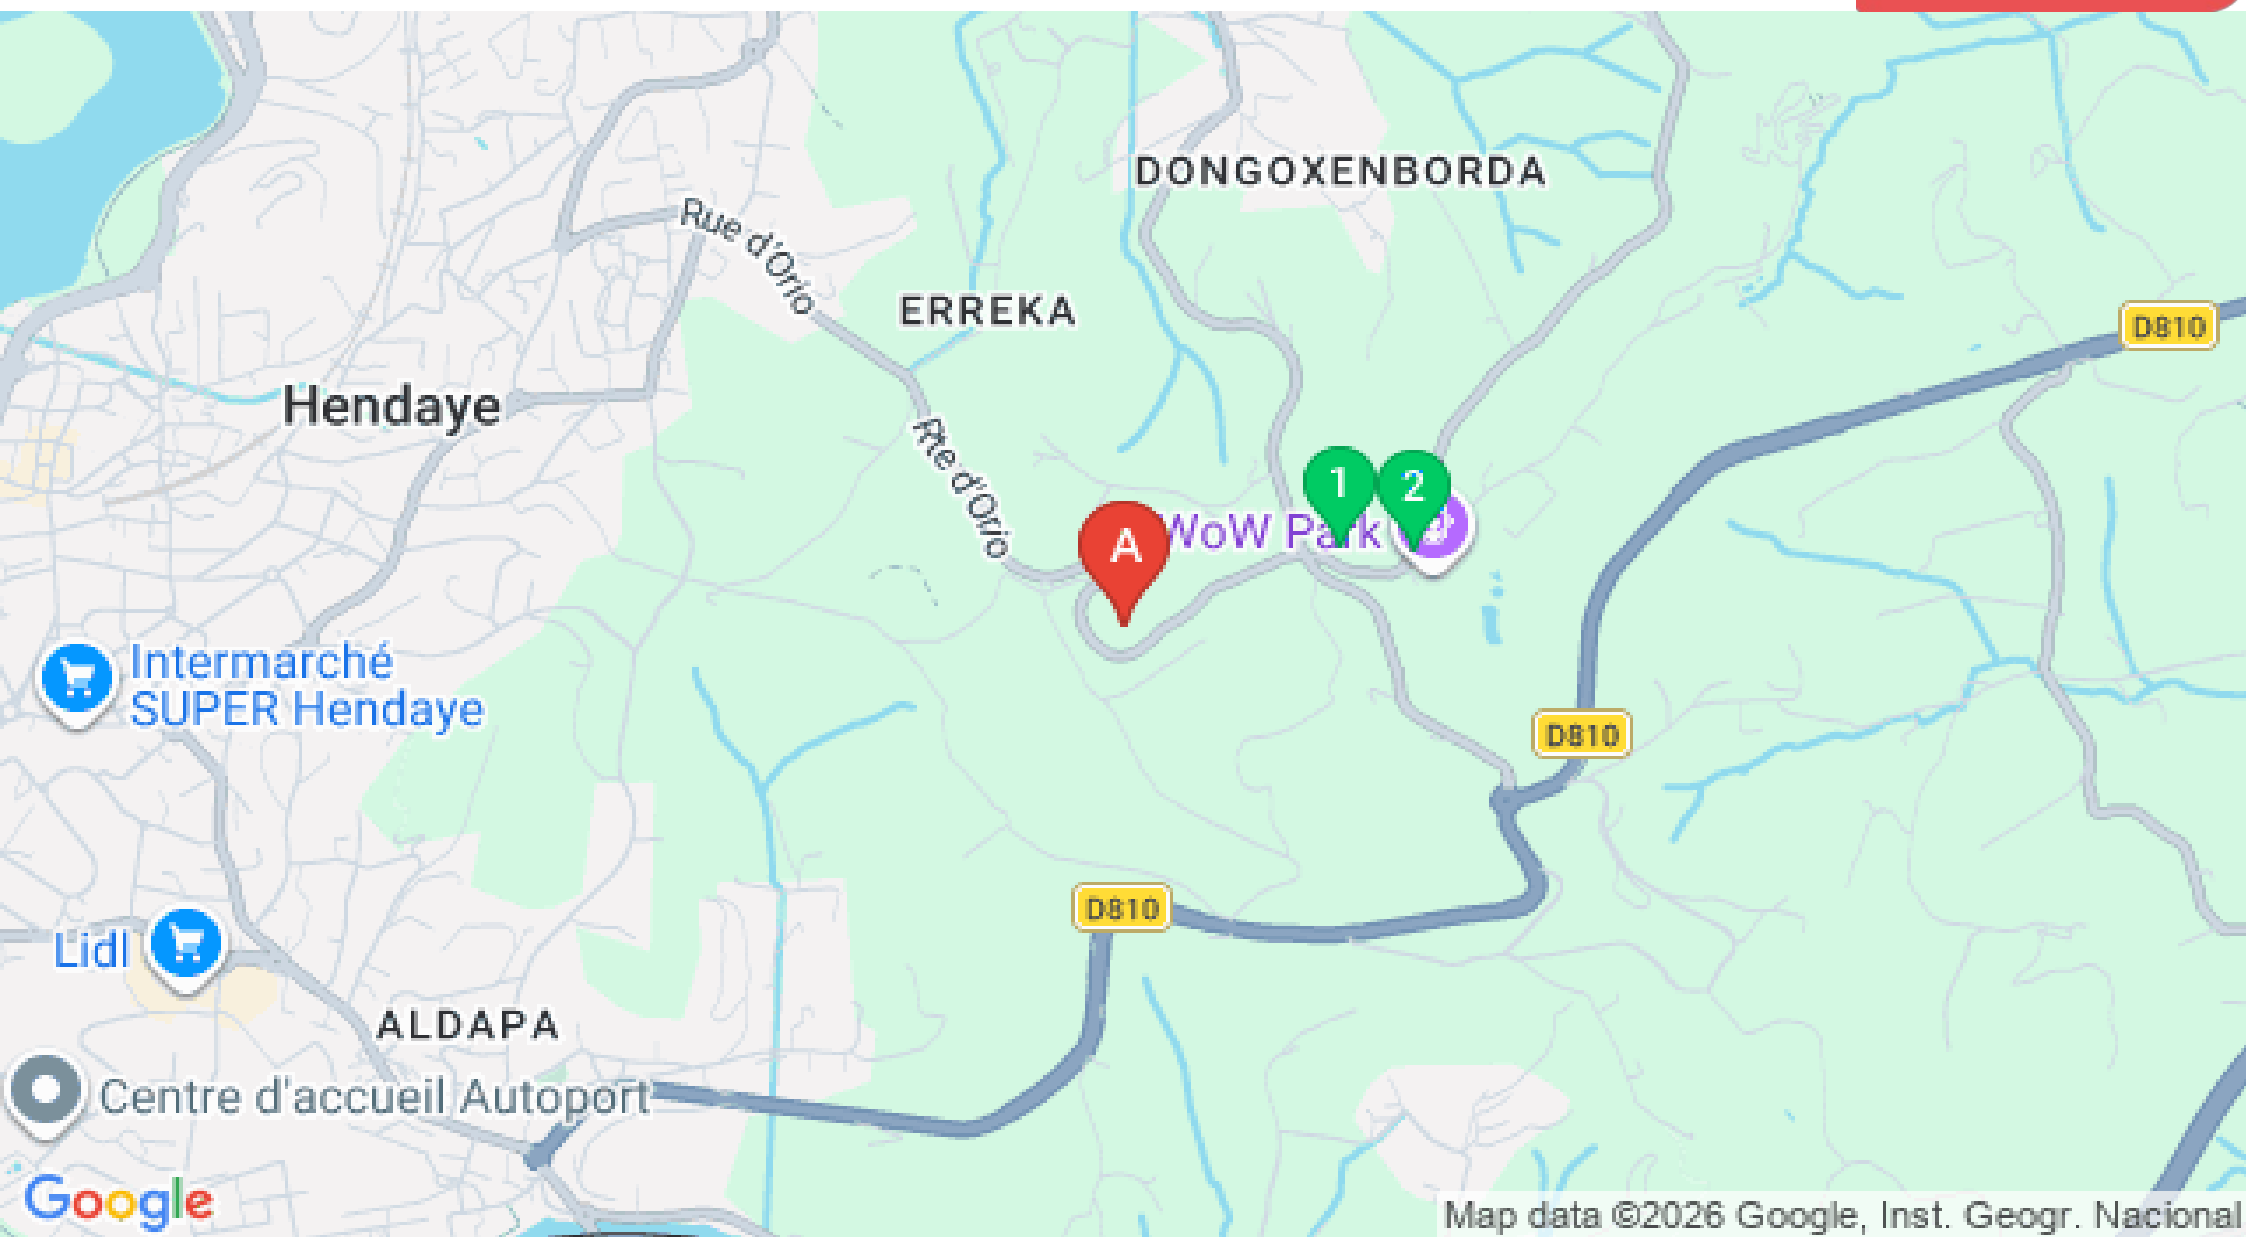 DONGOXENBORDA
Rue d'Orio
ERREKA
D810
Hendaye
Rte d'Orio
1
2
WoW Park
A
Intermarché
SUPER Hendaye
D810
D810
Lidl
ALDAPA
Centre d'accueil Autoport
Google
Map data ©2026 Google, Inst. Geogr. Nacional